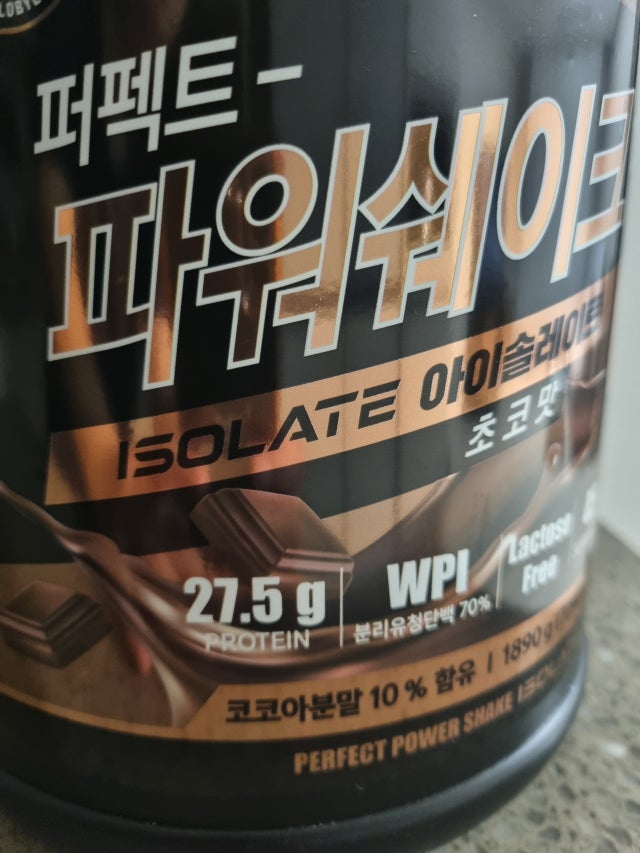 퍼펙트 –
파워쉐이크
ISOLATE 아이솔레이트
초코맛
27.5 g
PROTEIN
WPI
분리유청단백 70%
Lactose
Free
코코아분말 10 % 함유 | 1890 g
PERFECT POWER SHAKE ISOLA